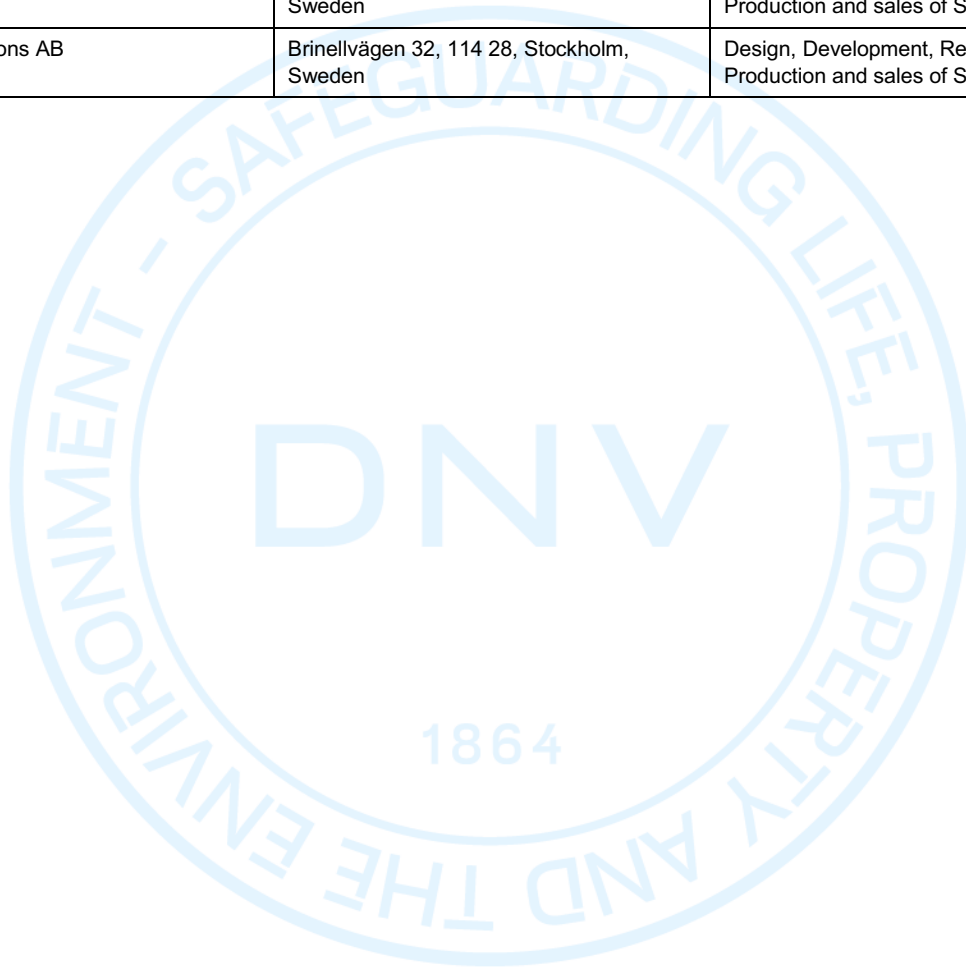 Sweden
Production and sales of S
ons AB
Brinellvägen 32, 114 28, Stockholm,
Sweden
Design, Development, Re
Production and sales of S
SAFEGUARDING LIFE, PROPERTY AND THE ENVIRONMENT -
DNV
1864